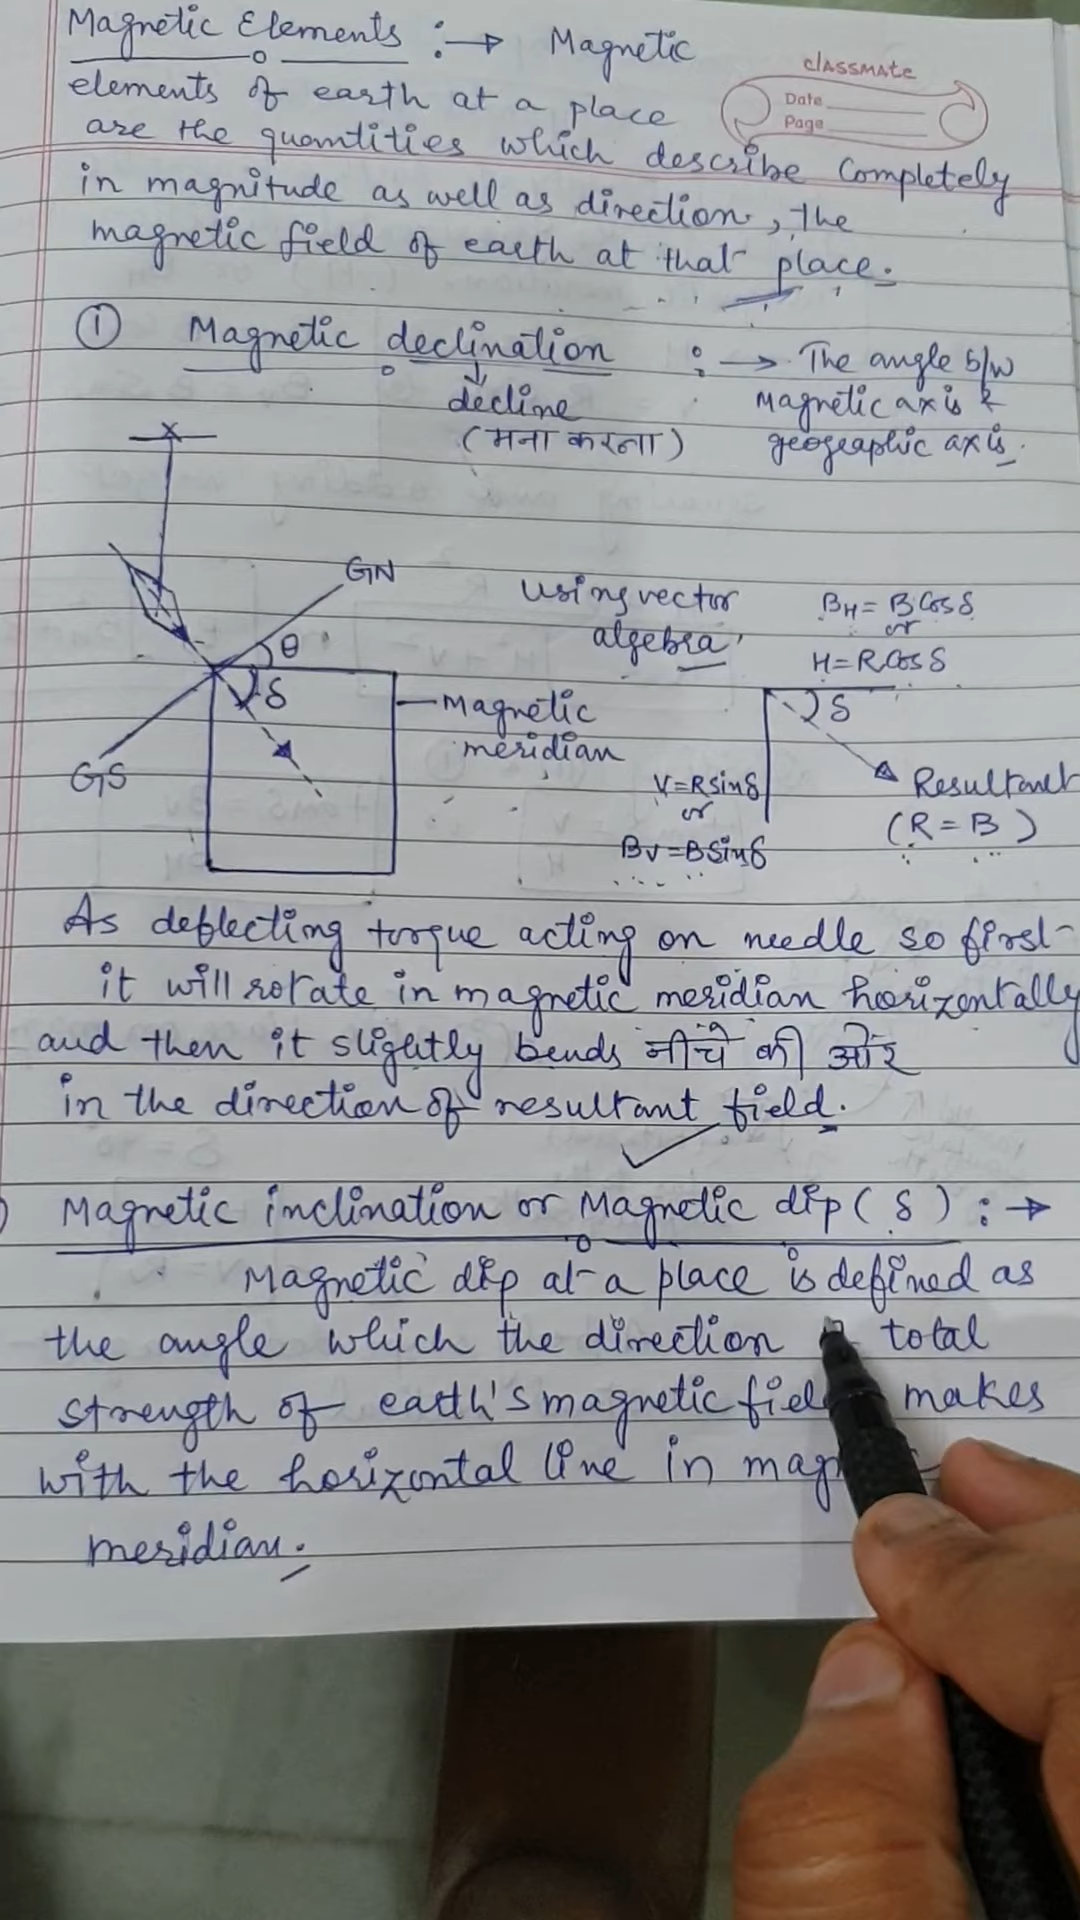 Magnetic Elements :→ Magnetic
classmate
Date
Page
elements of earth at a place
are the quantities which describe completely
in magnitude as well as direction, the
magnetic field of earth at that place.
① Magnetic declination :→ The angle b/w
decline
magnetic axis &
(मना करना)
geographic axis.
GN
θ
δ
GS
Magnetic
meridian
using vector
algebra,
BH = B Cos δ
or
H = R Cos δ
δ
V = R sin δ
or
BV = B Sin δ
Resultant
(R = B)
As deflecting torque acting on needle so first
it will rotate in magnetic meridian horizontally
and then it slightly bends नीचे की ओर
in the direction of resultant field.
Magnetic inclination or Magnetic dip (δ) :→
Magnetic dip at a place is defined as
the angle which the direction total
strength of earth's magnetic field makes
with the horizontal line in
meridian.